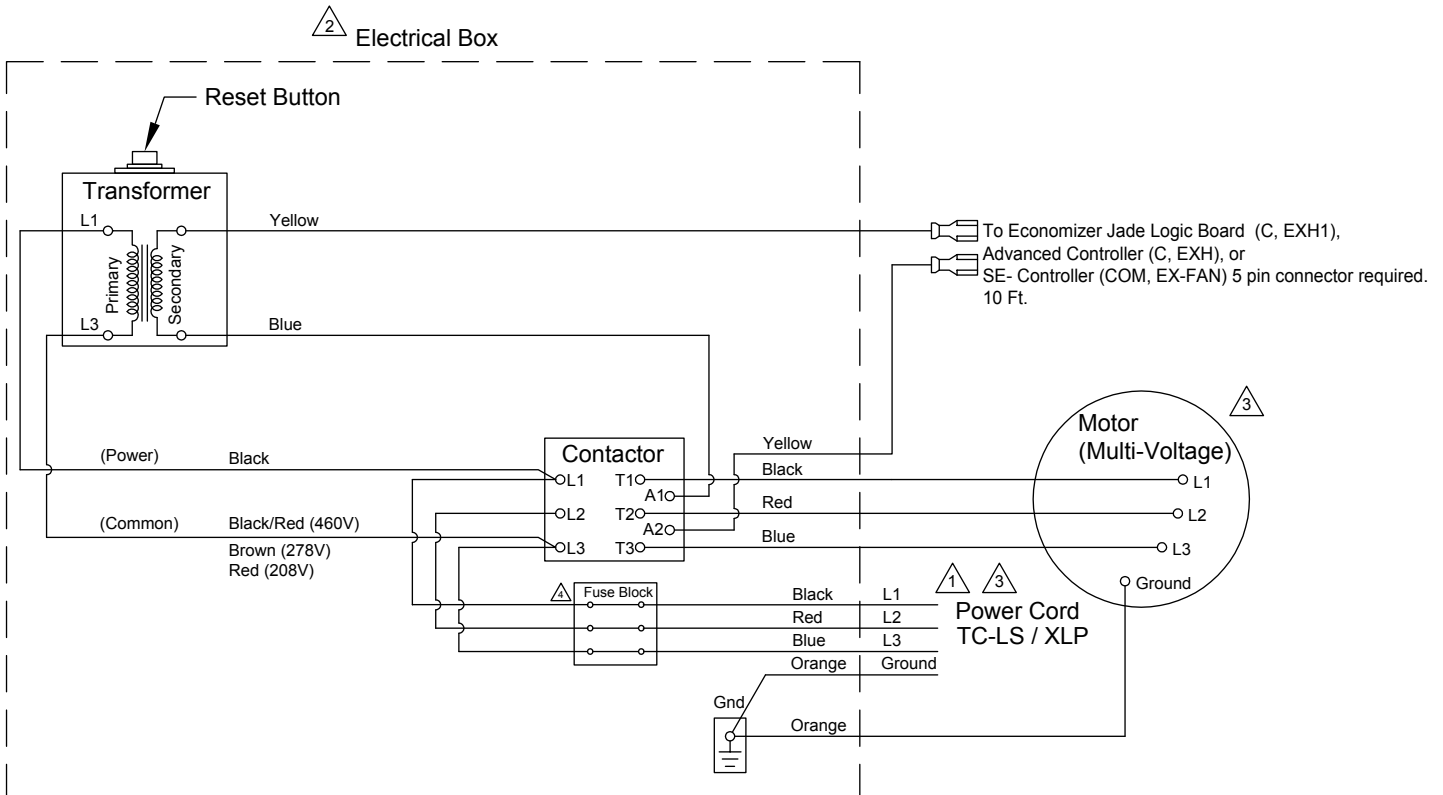 2
Electrical Box
Reset Button
Transformer
L1
Yellow
Primary
Secondary
L3
Blue
To Economizer Jade Logic Board (C, EXH1),
Advanced Controller (C, EXH), or
SE- Controller (COM, EX-FAN) 5 pin connector required.
10 Ft.
3
Motor
(Multi-Voltage)
L1
L2
L3
Ground
(Power)
Black
(Common)
Black/Red (460V)
Brown (278V)
Red (208V)
Contactor
L1
T1
A1
L2
T2
A2
L3
T3
Yellow
Black
Red
Blue
4
Fuse Block
Black
L1
Red
L2
Blue
L3
Orange
Ground
1
3
Power Cord
TC-LS / XLP
Gnd
Orange